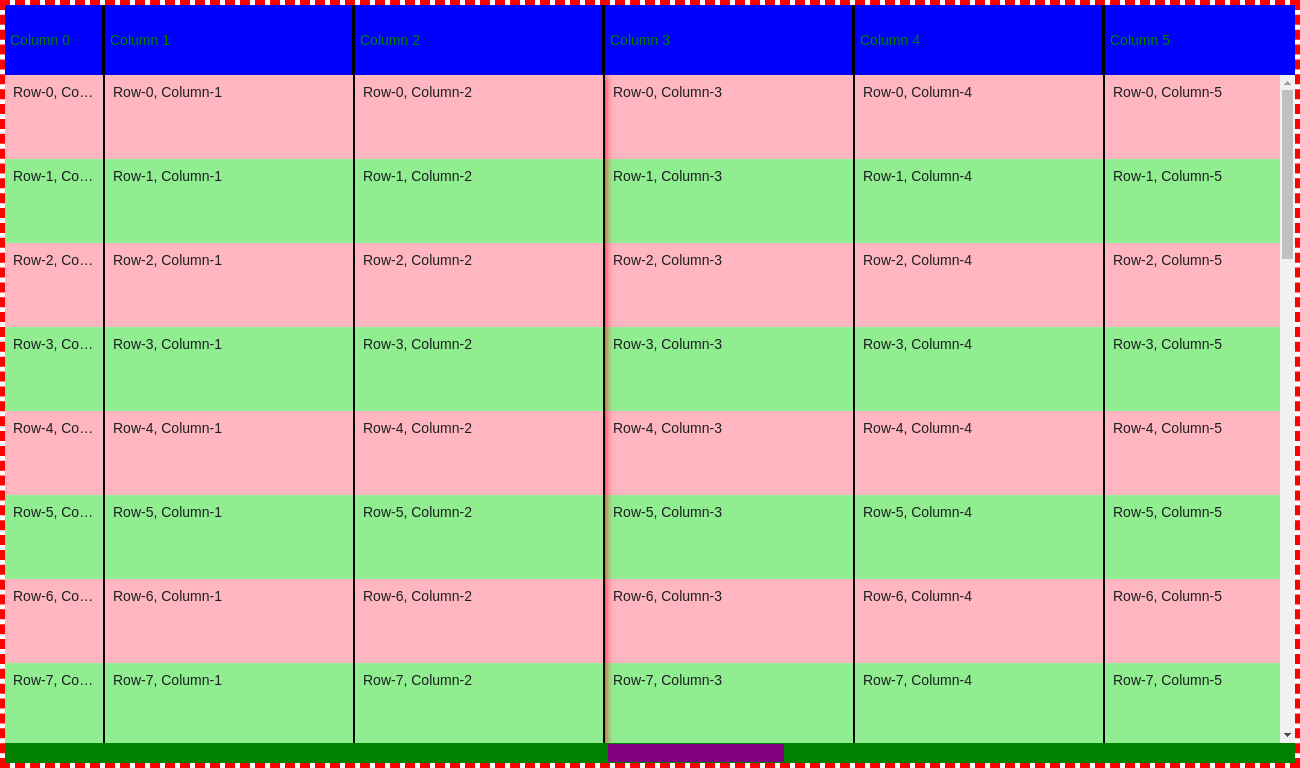 Column 0 Column 1 Column 2 Column 3 Column 4 Column 5
Row-0, Co… Row-0, Column-1 Row-0, Column-2 Row-0, Column-3 Row-0, Column-4 Row-0, Column-5
Row-1, Co… Row-1, Column-1 Row-1, Column-2 Row-1, Column-3 Row-1, Column-4 Row-1, Column-5
Row-2, Co… Row-2, Column-1 Row-2, Column-2 Row-2, Column-3 Row-2, Column-4 Row-2, Column-5
Row-3, Co… Row-3, Column-1 Row-3, Column-2 Row-3, Column-3 Row-3, Column-4 Row-3, Column-5
Row-4, Co… Row-4, Column-1 Row-4, Column-2 Row-4, Column-3 Row-4, Column-4 Row-4, Column-5
Row-5, Co… Row-5, Column-1 Row-5, Column-2 Row-5, Column-3 Row-5, Column-4 Row-5, Column-5
Row-6, Co… Row-6, Column-1 Row-6, Column-2 Row-6, Column-3 Row-6, Column-4 Row-6, Column-5
Row-7, Co… Row-7, Column-1 Row-7, Column-2 Row-7, Column-3 Row-7, Column-4 Row-7, Column-5